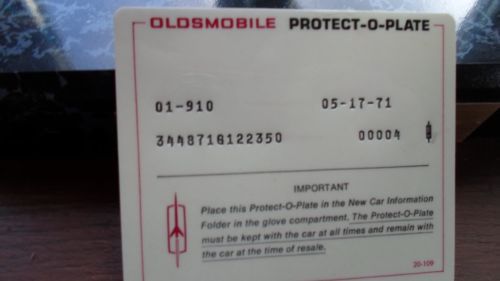 OLDSMOBILE PROTECT-O-PLATE
01-910 05-17-71
3448716122350 00004
IMPORTANT
Place this Protect-O-Plate in the New Car Information
Folder in the glove compartment. The Protect-O-Plate
must be kept with the car at all times and remain with
the car at the time of resale.
20-109